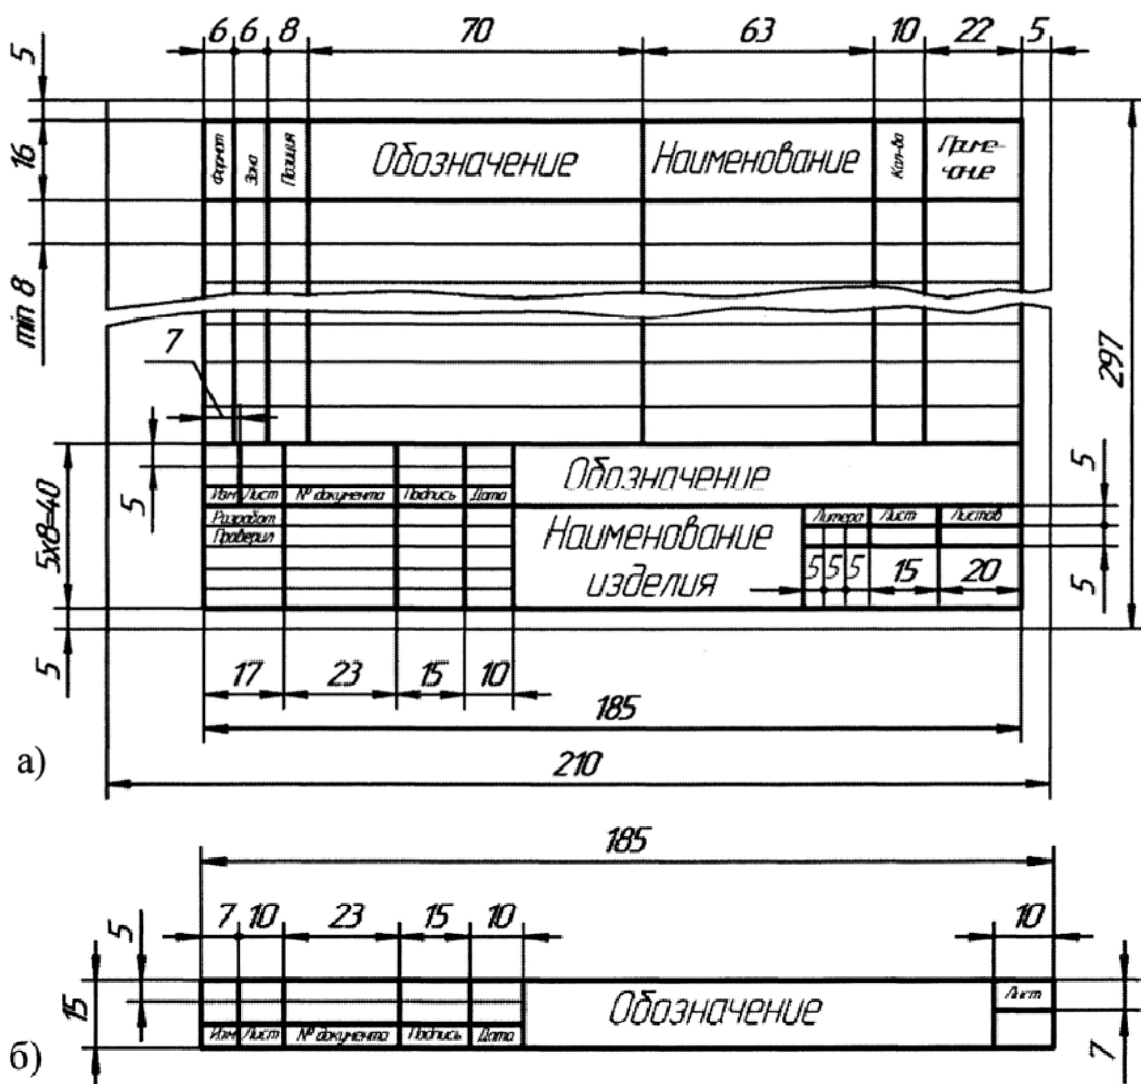 6 6 8 70 63 10 22 5
5
16
min 8
Формат Зона Позиция Обозначение Наименование Кол-во Приме-
чание
7
297
5х8=40
5
5
Обозначение
Изм Лист № документа Подпись Дата
Разработ
Проверил
Наименование
изделия
Литера Лист Листов
5 5 5 15 20
5
5
17 23 15 10
185
210
а)
185
7 10 23 15 10 10
5
15
Обозначение
Лист
Изм Лист № документа Подпись Дата
7
б)